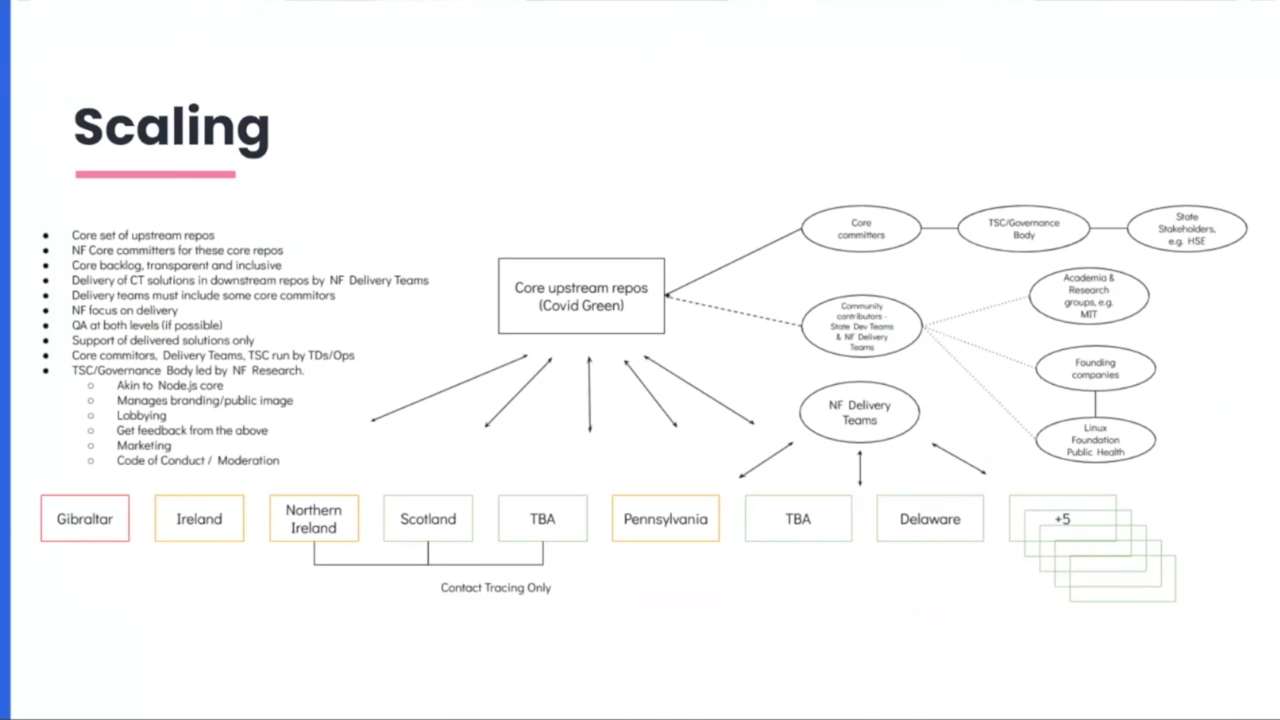 Scaling
Core set of upstream repos
NF Core committers for these core repos
Core backlog, transparent and inclusive
Delivery of CT solutions in downstream repos by NF Delivery Teams
Delivery teams must include some core commitors
NF focus on delivery
QA at both levels (if possible)
Support of delivered solutions only
Core commitors, Delivery Teams, TSC run by TDs/Ops
TSC/Governance Body led by NF Research.
Akin to Node.js core
Manages branding/public image
Lobbying
Get feedback from the above
Marketing
Code of Conduct / Moderation
Core upstream repos
(Covid Green)
Core
committers
TSC/Governance
Body
State
Stakeholders,
e.g. HSE
Community
contributors -
State Dev Teams
& NF Delivery
Teams
Academia &
Research
groups, e.g.
MIT
Founding
companies
Linux
Foundation
Public Health
NF Delivery
Teams
Gibraltar
Ireland
Northern
Ireland
Scotland
TBA
Pennsylvania
TBA
Delaware
+5
Contact Tracing Only